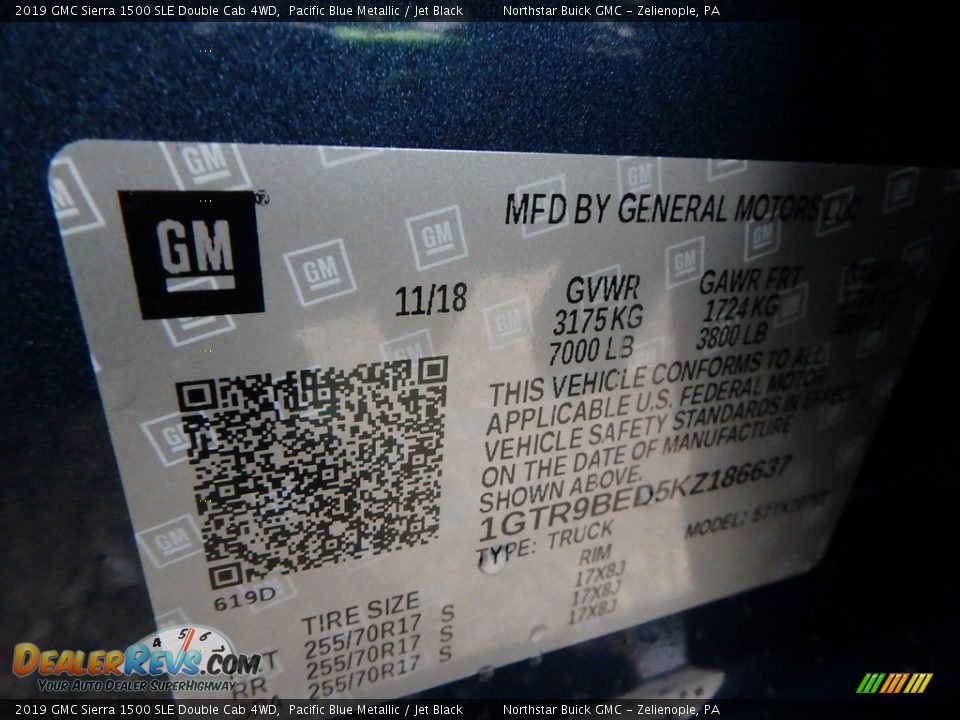 2019 GMC Sierra 1500 SLE Double Cab 4WD, Pacific Blue Metallic / Jet Black Northstar Buick GMC - Zelienople, PA
GM
MFD BY GENERAL MOTORS LLC
11/18 GVWR GAWR FRT
3175 KG 1724 KG
7000 LB 3800 LB
THIS VEHICLE CONFORMS TO ALL
APPLICABLE U.S. FEDERAL MOTOR
VEHICLE SAFETY STANDARDS IN EFFECT
ON THE DATE OF MANUFACTURE
SHOWN ABOVE.
1GTR9BED5KZ186637
TYPE: TRUCK MODEL:
619D
TIRE SIZE RIM
255/70R17 S 17X8J
255/70R17 S 17X8J
RR 255/70R17 S 17X8J
DealerRevs.com
Your Auto Dealer SuperHighway
4 5 6
2019 GMC Sierra 1500 SLE Double Cab 4WD, Pacific Blue Metallic / Jet Black Northstar Buick GMC - Zelienople, PA